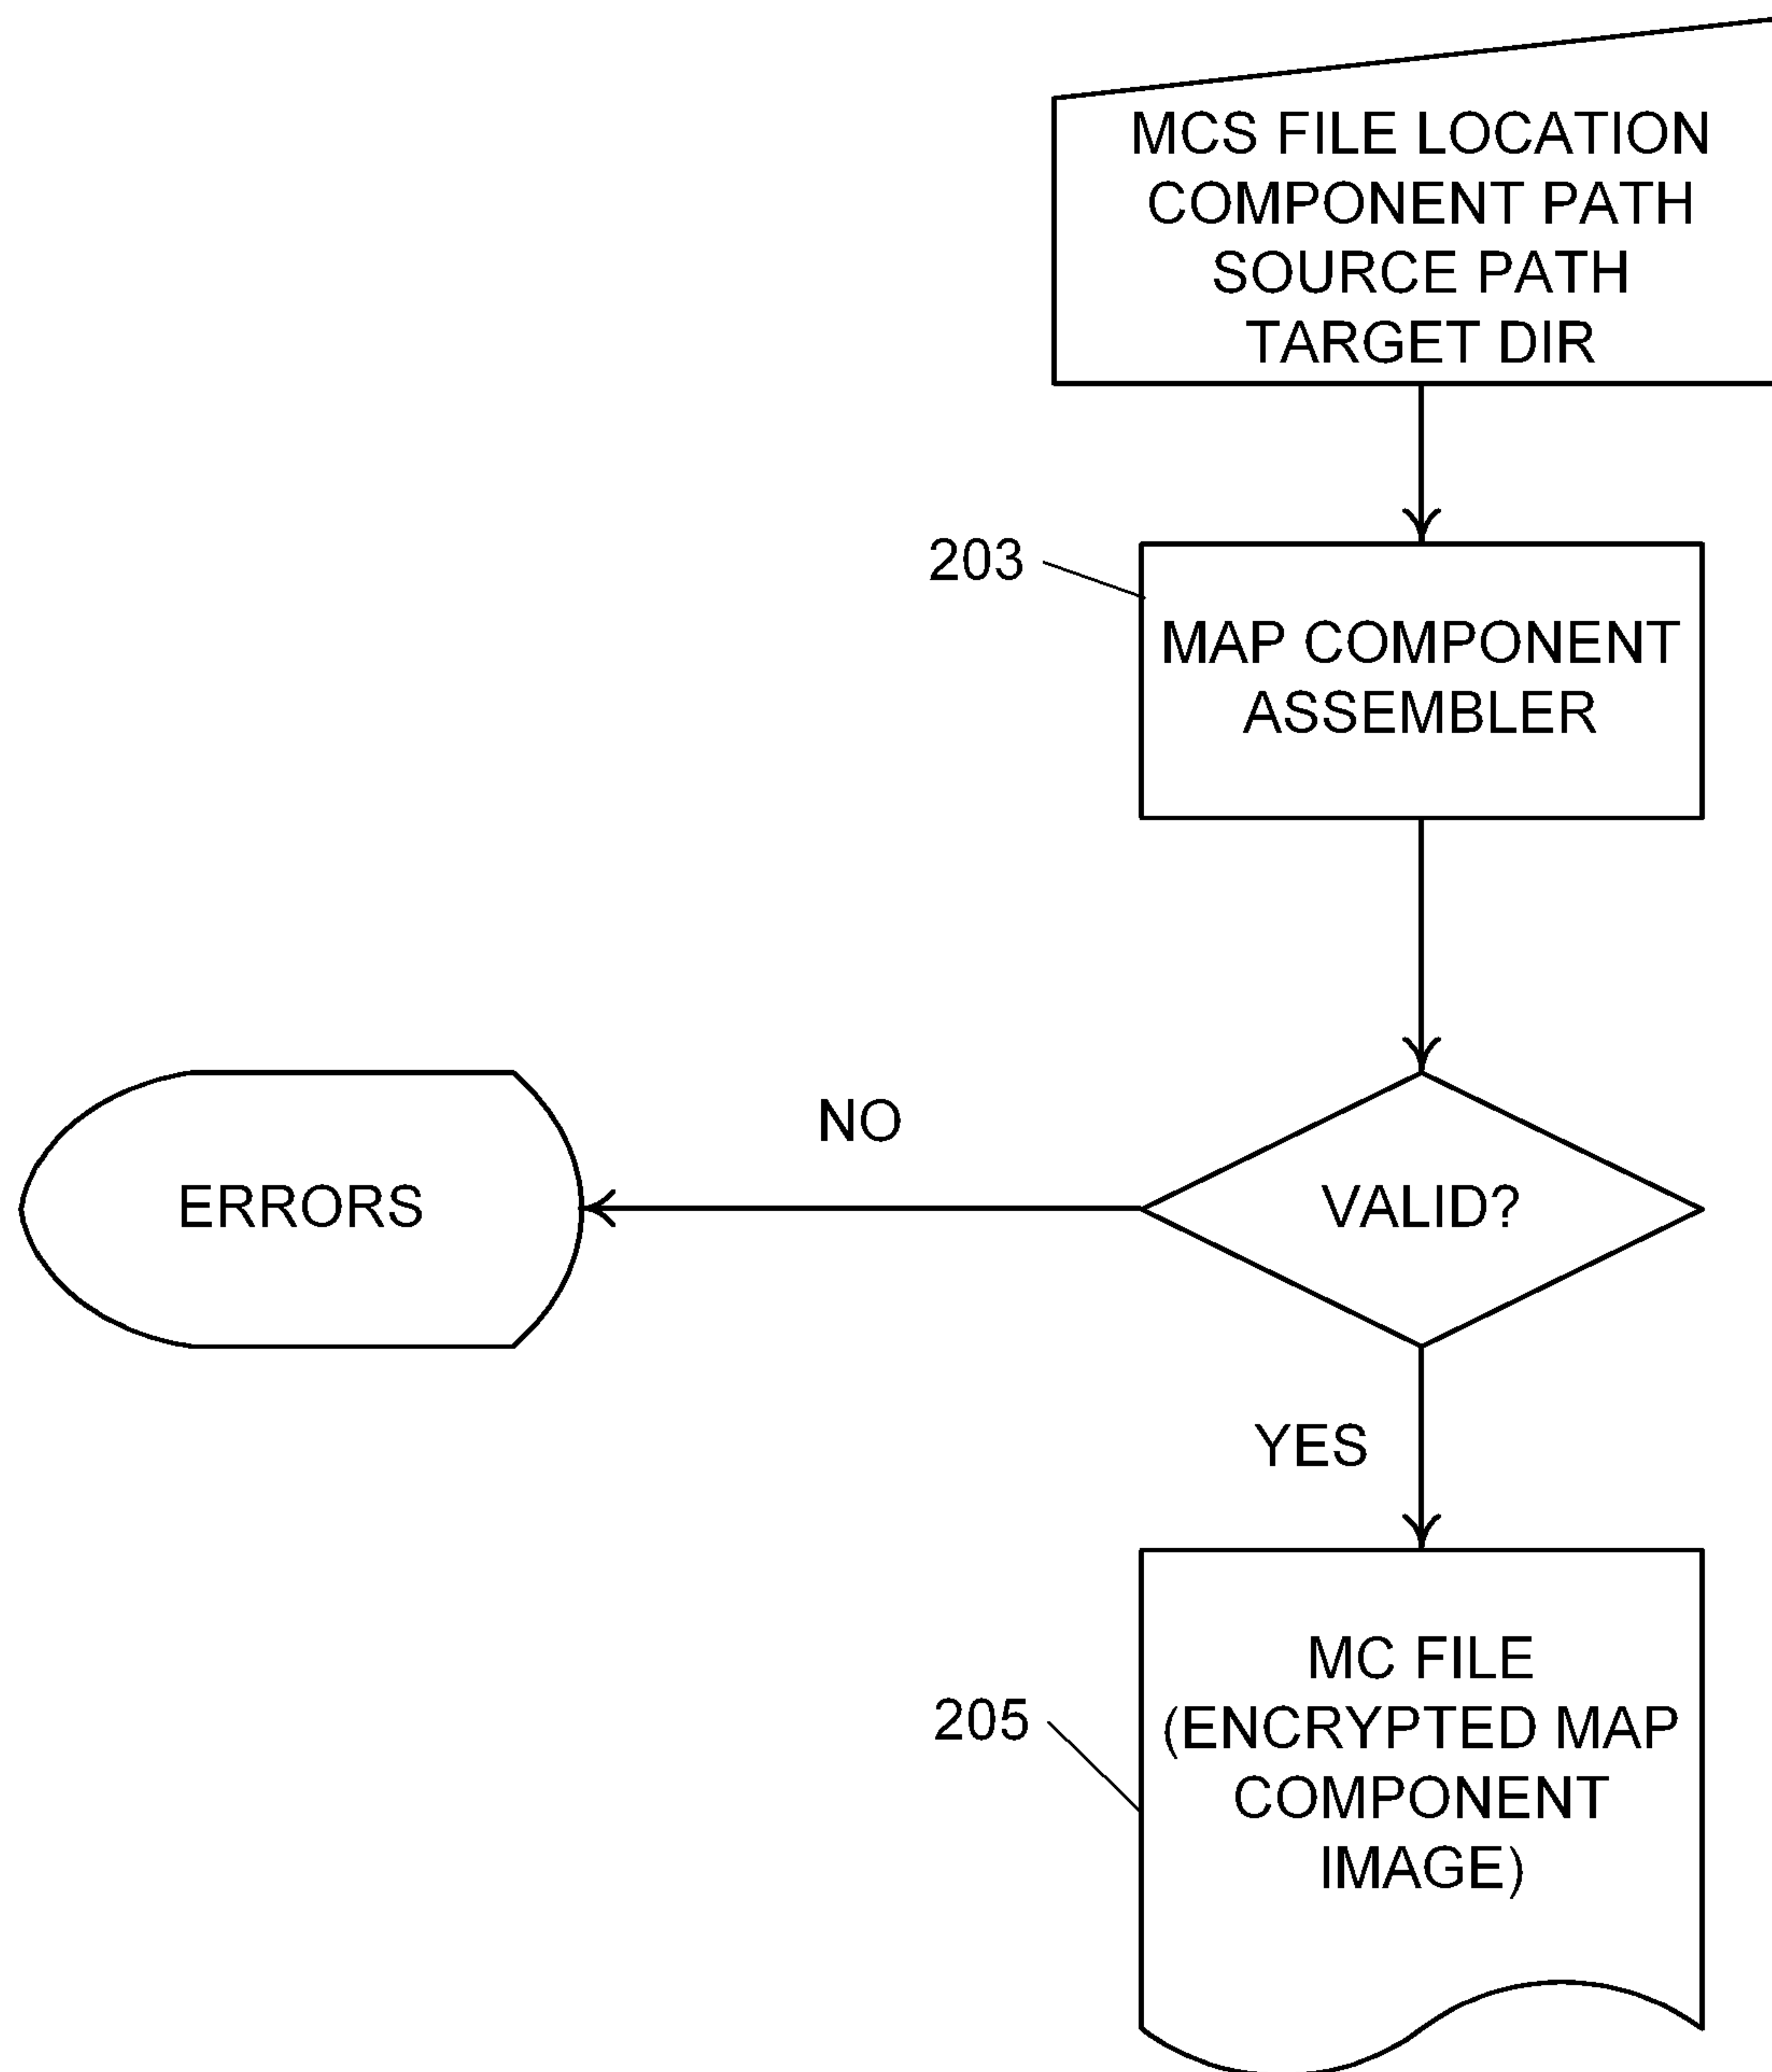 MCS FILE LOCATION
COMPONENT PATH
SOURCE PATH
TARGET DIR
203
MAP COMPONENT
ASSEMBLER
NO
ERRORS
VALID?
YES
MC FILE
(ENCRYPTED MAP
COMPONENT
IMAGE)
205